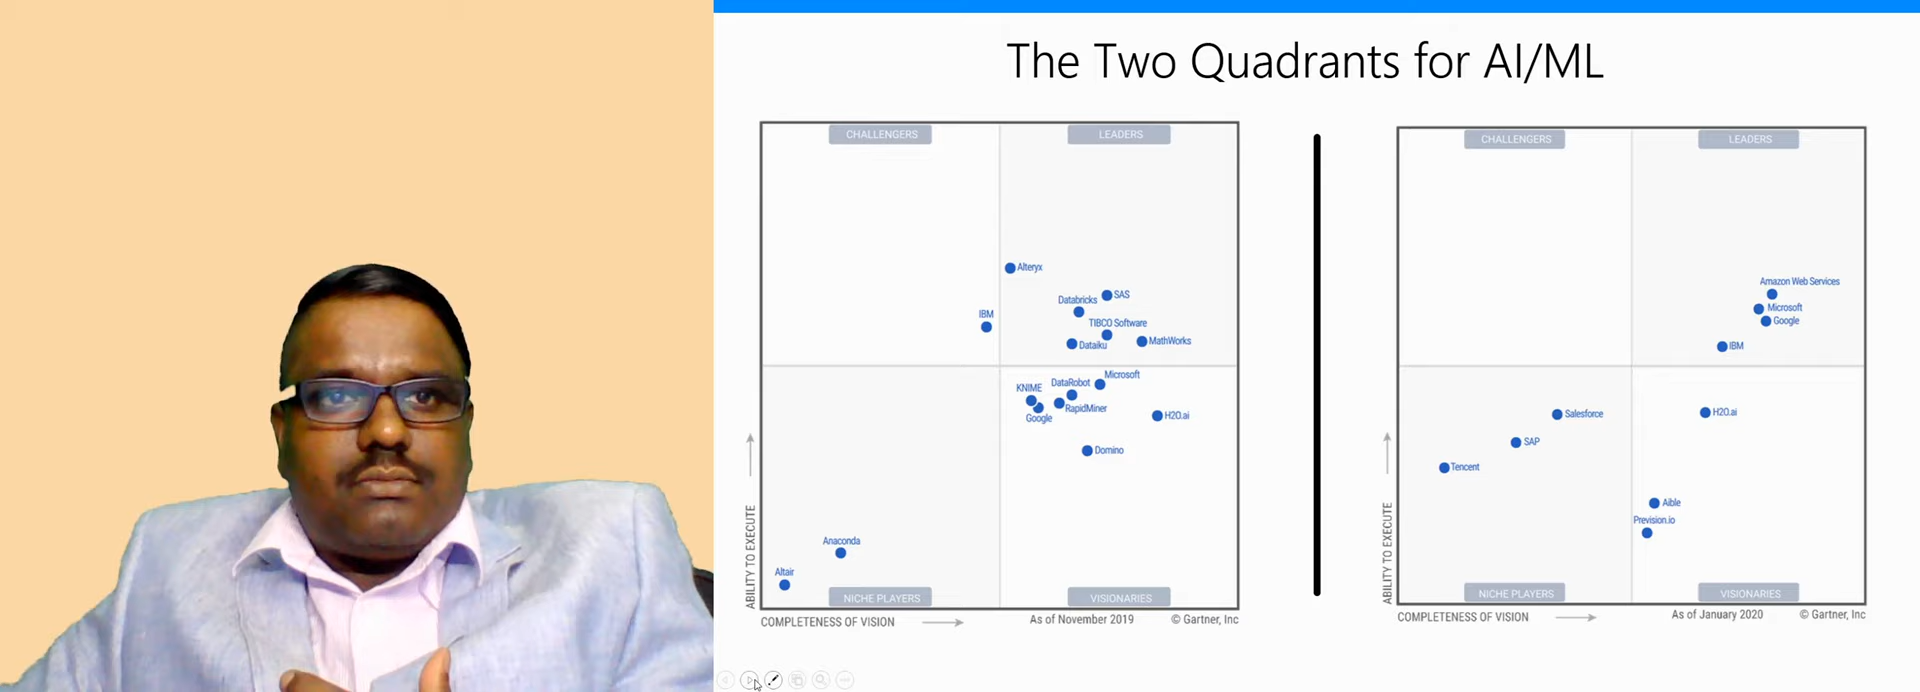 The Two Quadrants for AI/ML
CHALLENGERS
LEADERS
Alteryx
SAS
Databricks
IBM
TIBCO Software
Dataiku
MathWorks
Microsoft
DataRobot
KNIME
RapidMiner
Google
H2O.ai
Domino
Anaconda
Altair
NICHE PLAYERS
VISIONARIES
ABILITY TO EXECUTE
COMPLETENESS OF VISION
As of November 2019
© Gartner, Inc
CHALLENGERS
LEADERS
Amazon Web Services
Microsoft
Google
IBM
Salesforce
H2O.ai
SAP
Tencent
Aible
Prevision.io
NICHE PLAYERS
VISIONARIES
ABILITY TO EXECUTE
COMPLETENESS OF VISION
As of January 2020
© Gartner, Inc